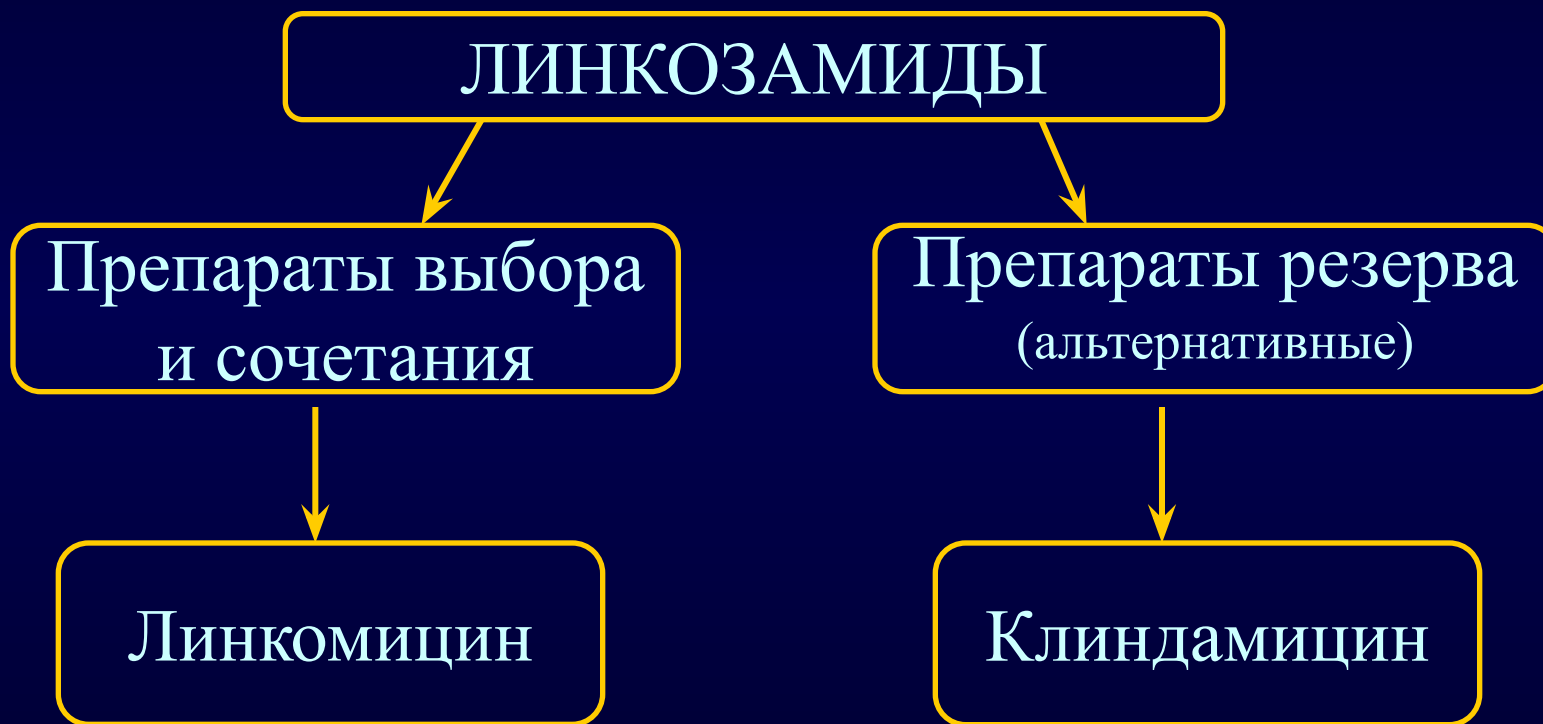 ЛИНКОЗАМИДЫ
Препараты выбора
и сочетания
Препараты резерва
(альтернативные)
Линкомицин
Клиндамицин